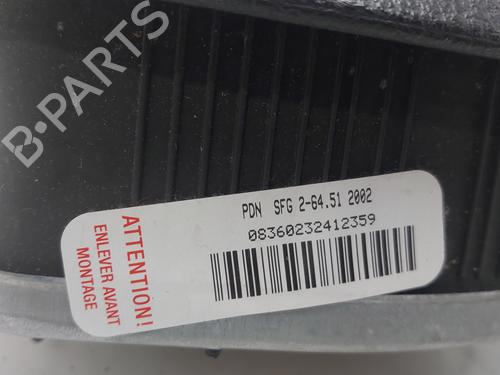 B-PARTS
PDN SFG 2-64.51 2002
08360232412359
ATTENTION!
ENLEVER AVANT
MONTAGE